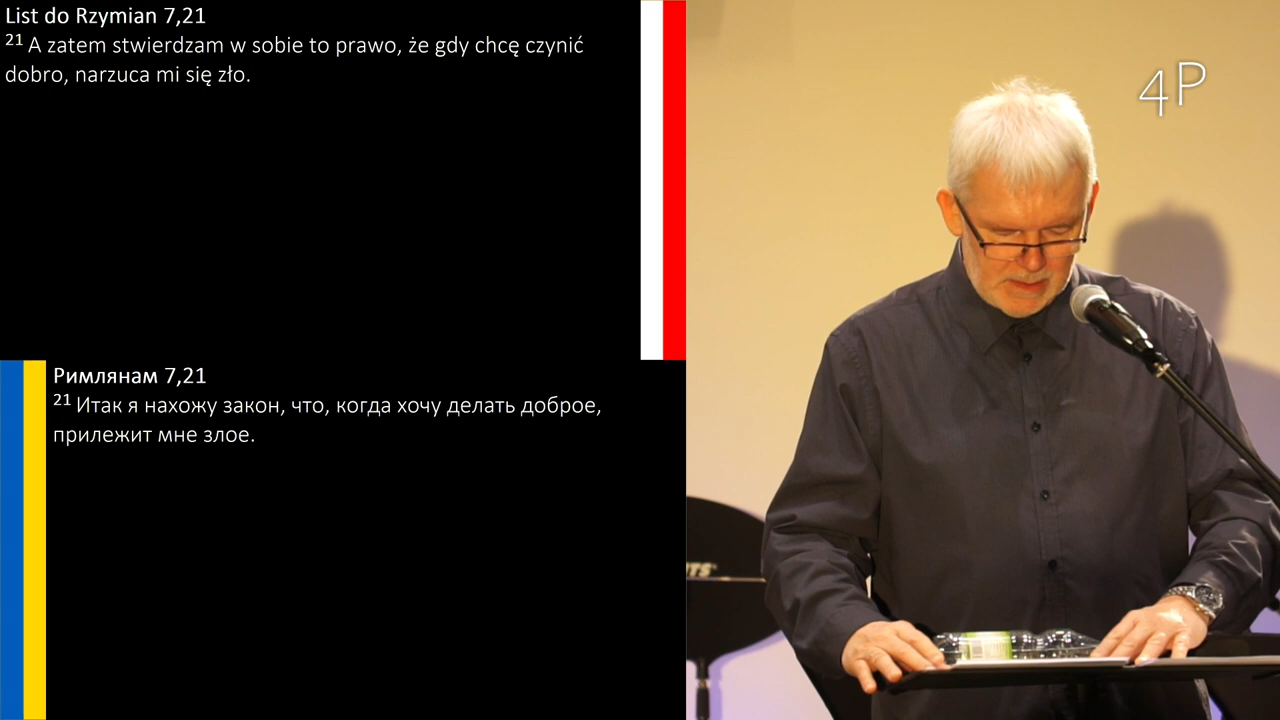 List do Rzymian 7,21
21 A zatem stwierdzam w sobie to prawo, że gdy chcę czynić
dobro, narzuca mi się zło.
Римлянам 7,21
21 Итак я нахожу закон, что, когда хочу делать доброе,
прилежит мне злое.
4P